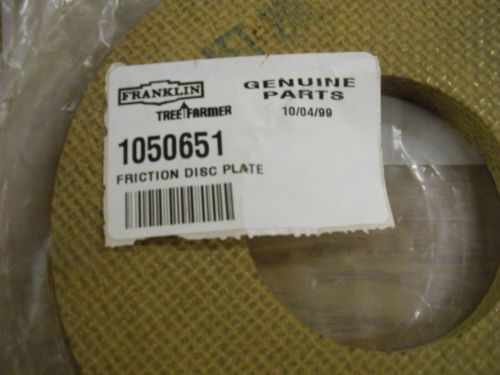 FRANKLIN
TREE FARMER
GENUINE
PARTS
10/04/99
1050651
FRICTION DISC PLATE